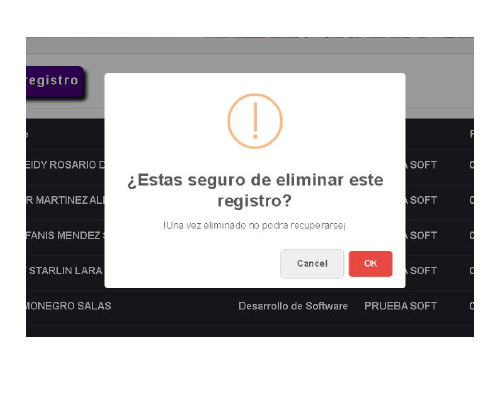 egistro
¿Estas seguro de eliminar este
registro?
!Una vez eliminado no podra recuperarse¡
Cancel
OK
EIDY ROSARIO D
SOFT
R MARTINEZ AL
SOFT
FANIS MENDEZ
SOFT
STARLIN LARA
SOFT
MONEGRO SALAS
Desarrollo de Software
PRUEBA SOFT